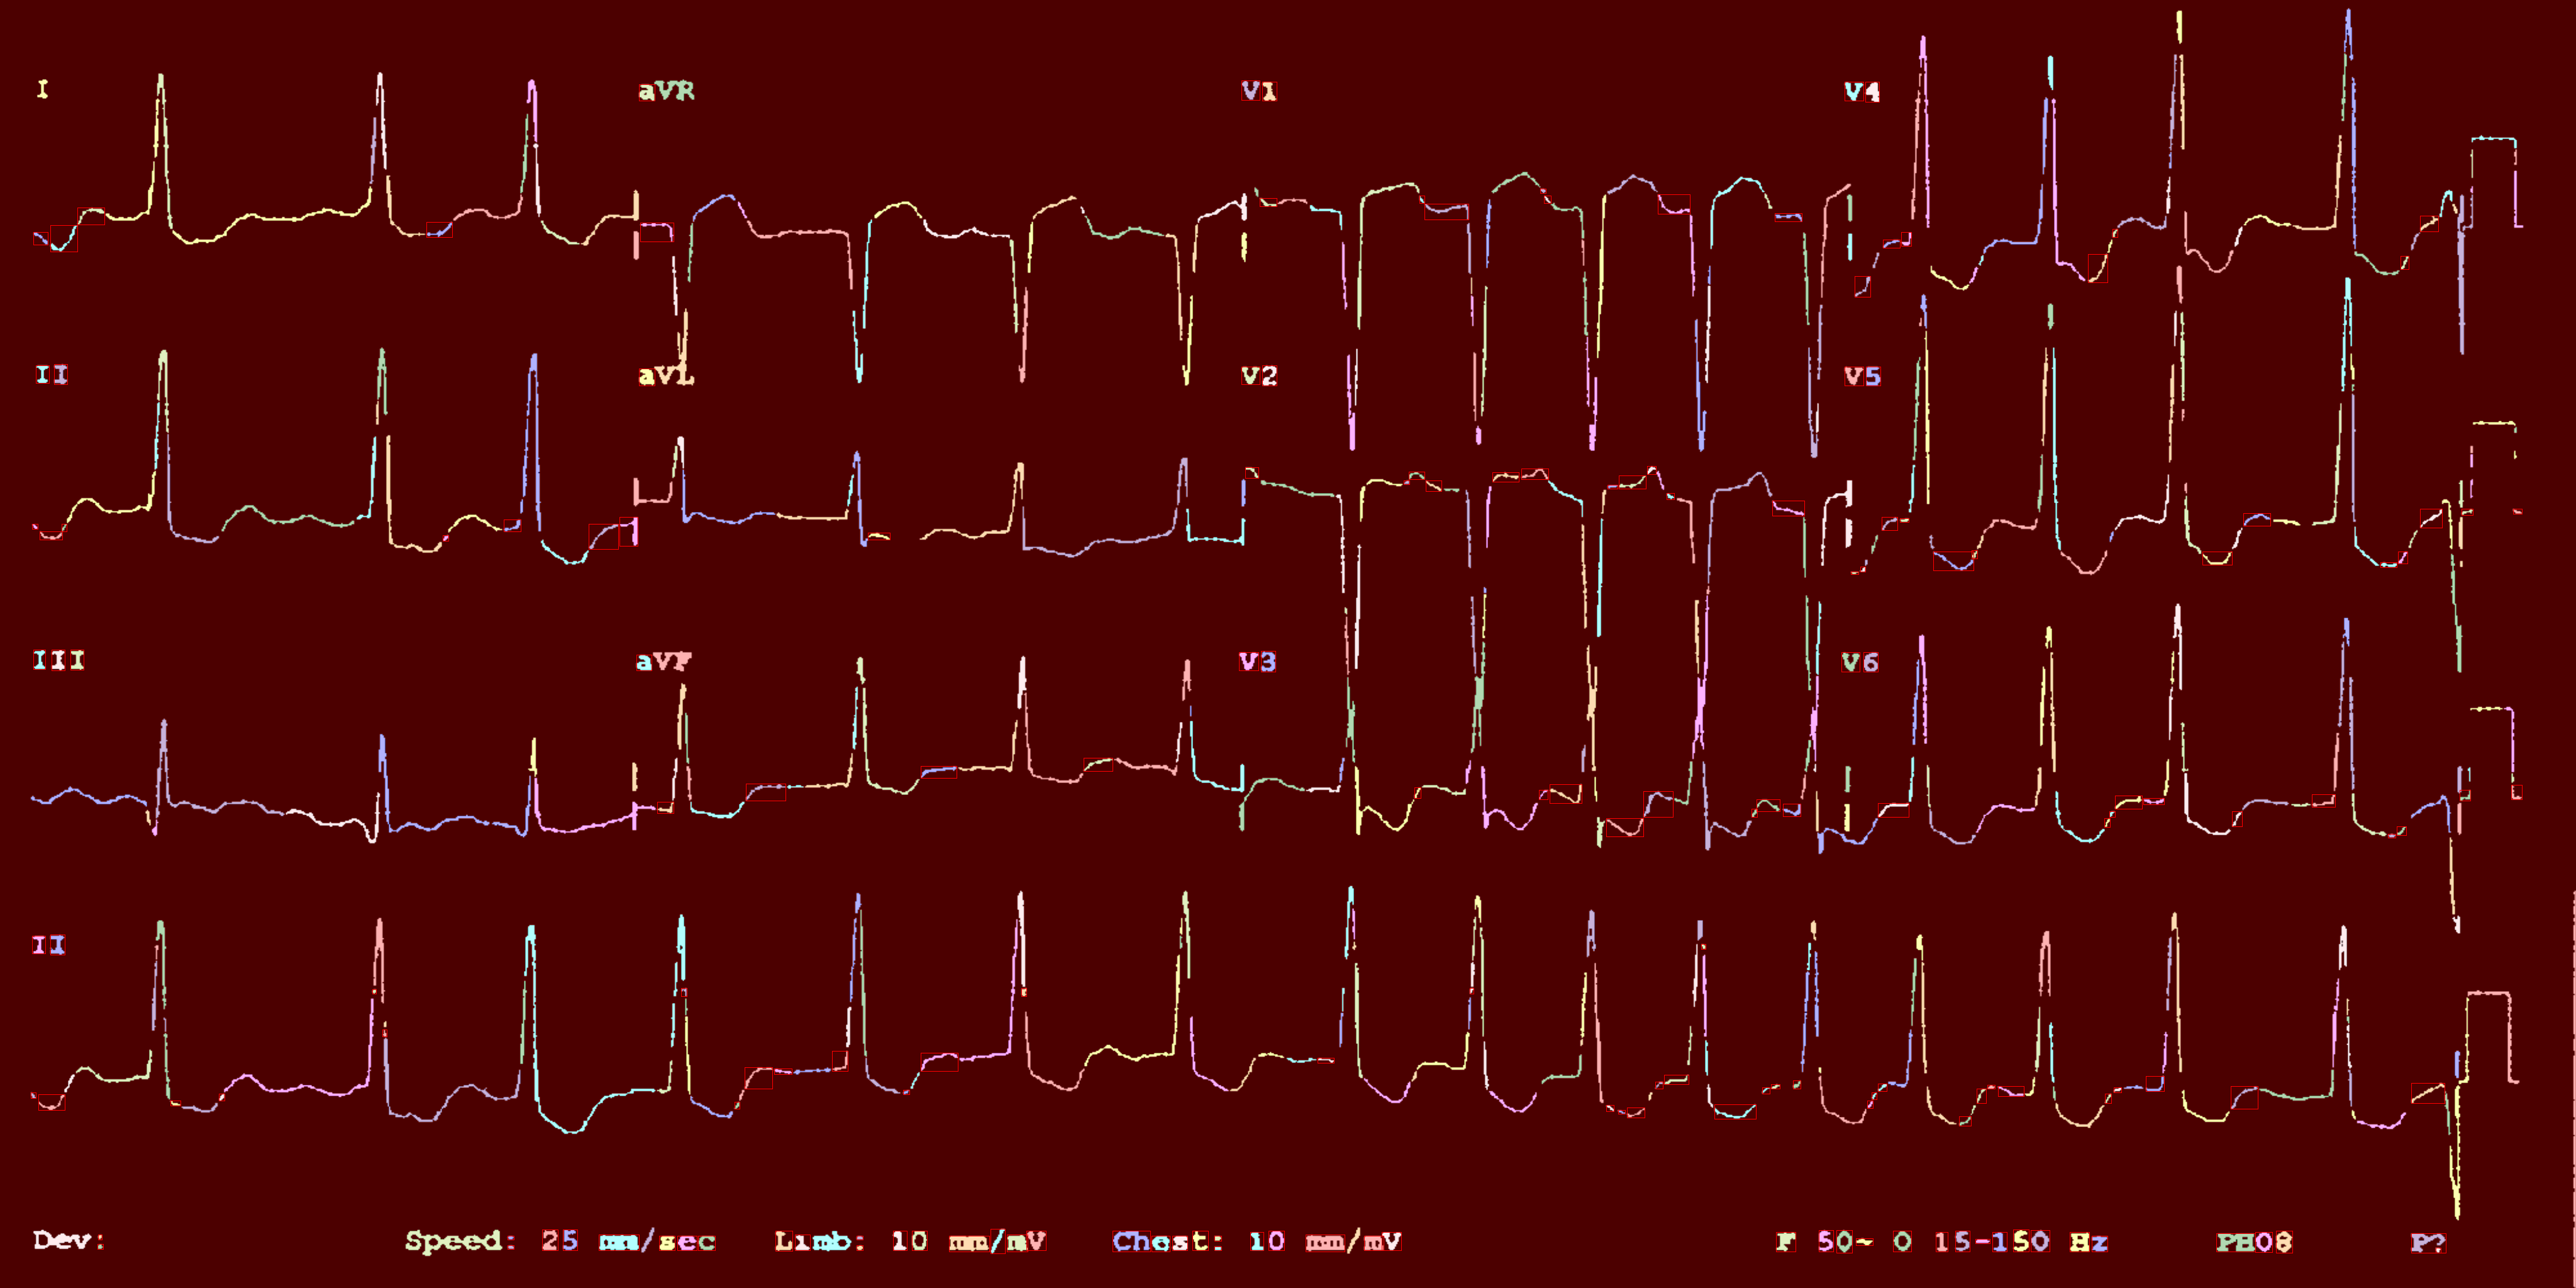 I aVR V1 V4
II aVL V2 V5
III aVF V3 V6
II
Dev: Speed: 25 mm/sec Limb: 10 mm/mV Chest: 10 mm/mV F 50~ 0 15-150 Hz PH08 P?